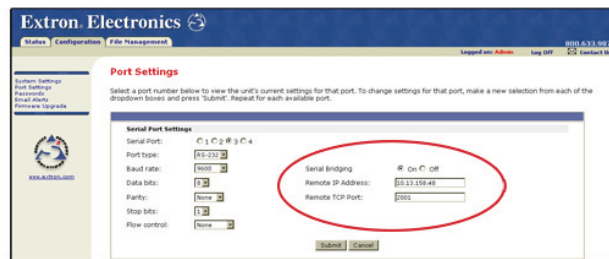 Extron. Electronics
Status Configuration File Management
800.633.987
Logged on: Admin Log Off Contact U
System Settings
Port Settings
Passwords
Email Alerts
Firmware Upgrade
www.extron.com
Port Settings
Select a port number below to view the unit's current settings for that port. To change settings for that port, make a new selection from each of the
dropdown boxes and press 'Submit'. Repeat for each available port.
Serial Port Settings
Serial Port: 1 2 3 4
Port type: RS-232
Baud rate: 9600
Serial Bridging On Off
Data bits: 8
Remote IP Address: 10.13.158.48
Parity: None
Remote TCP Port: 2001
Stop bits: 1
Flow control: None
Submit Cancel